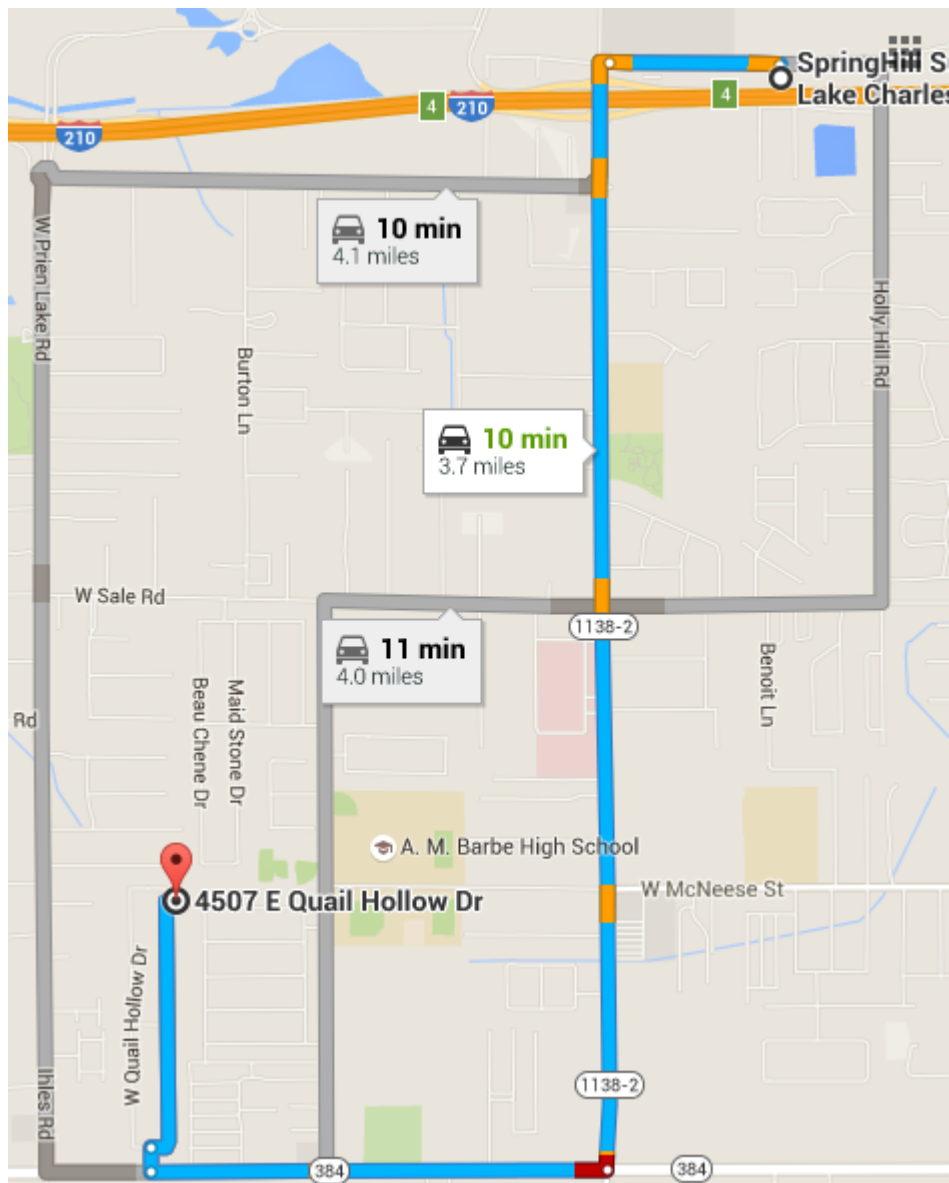 SpringHill S
Lake Charles
4
210
4
210
10 min
4.1 miles
W Prien Lake Rd
Burton Ln
Holly Hill Rd
10 min
3.7 miles
W Sale Rd
1138-2
11 min
4.0 miles
Benoit Ln
Rd
Beau Chene Dr
Maid Stone Dr
A. M. Barbe High School
W McNeese St
4507 E Quail Hollow Dr
W Quail Hollow Dr
1138-2
Ihles Rd
384
384